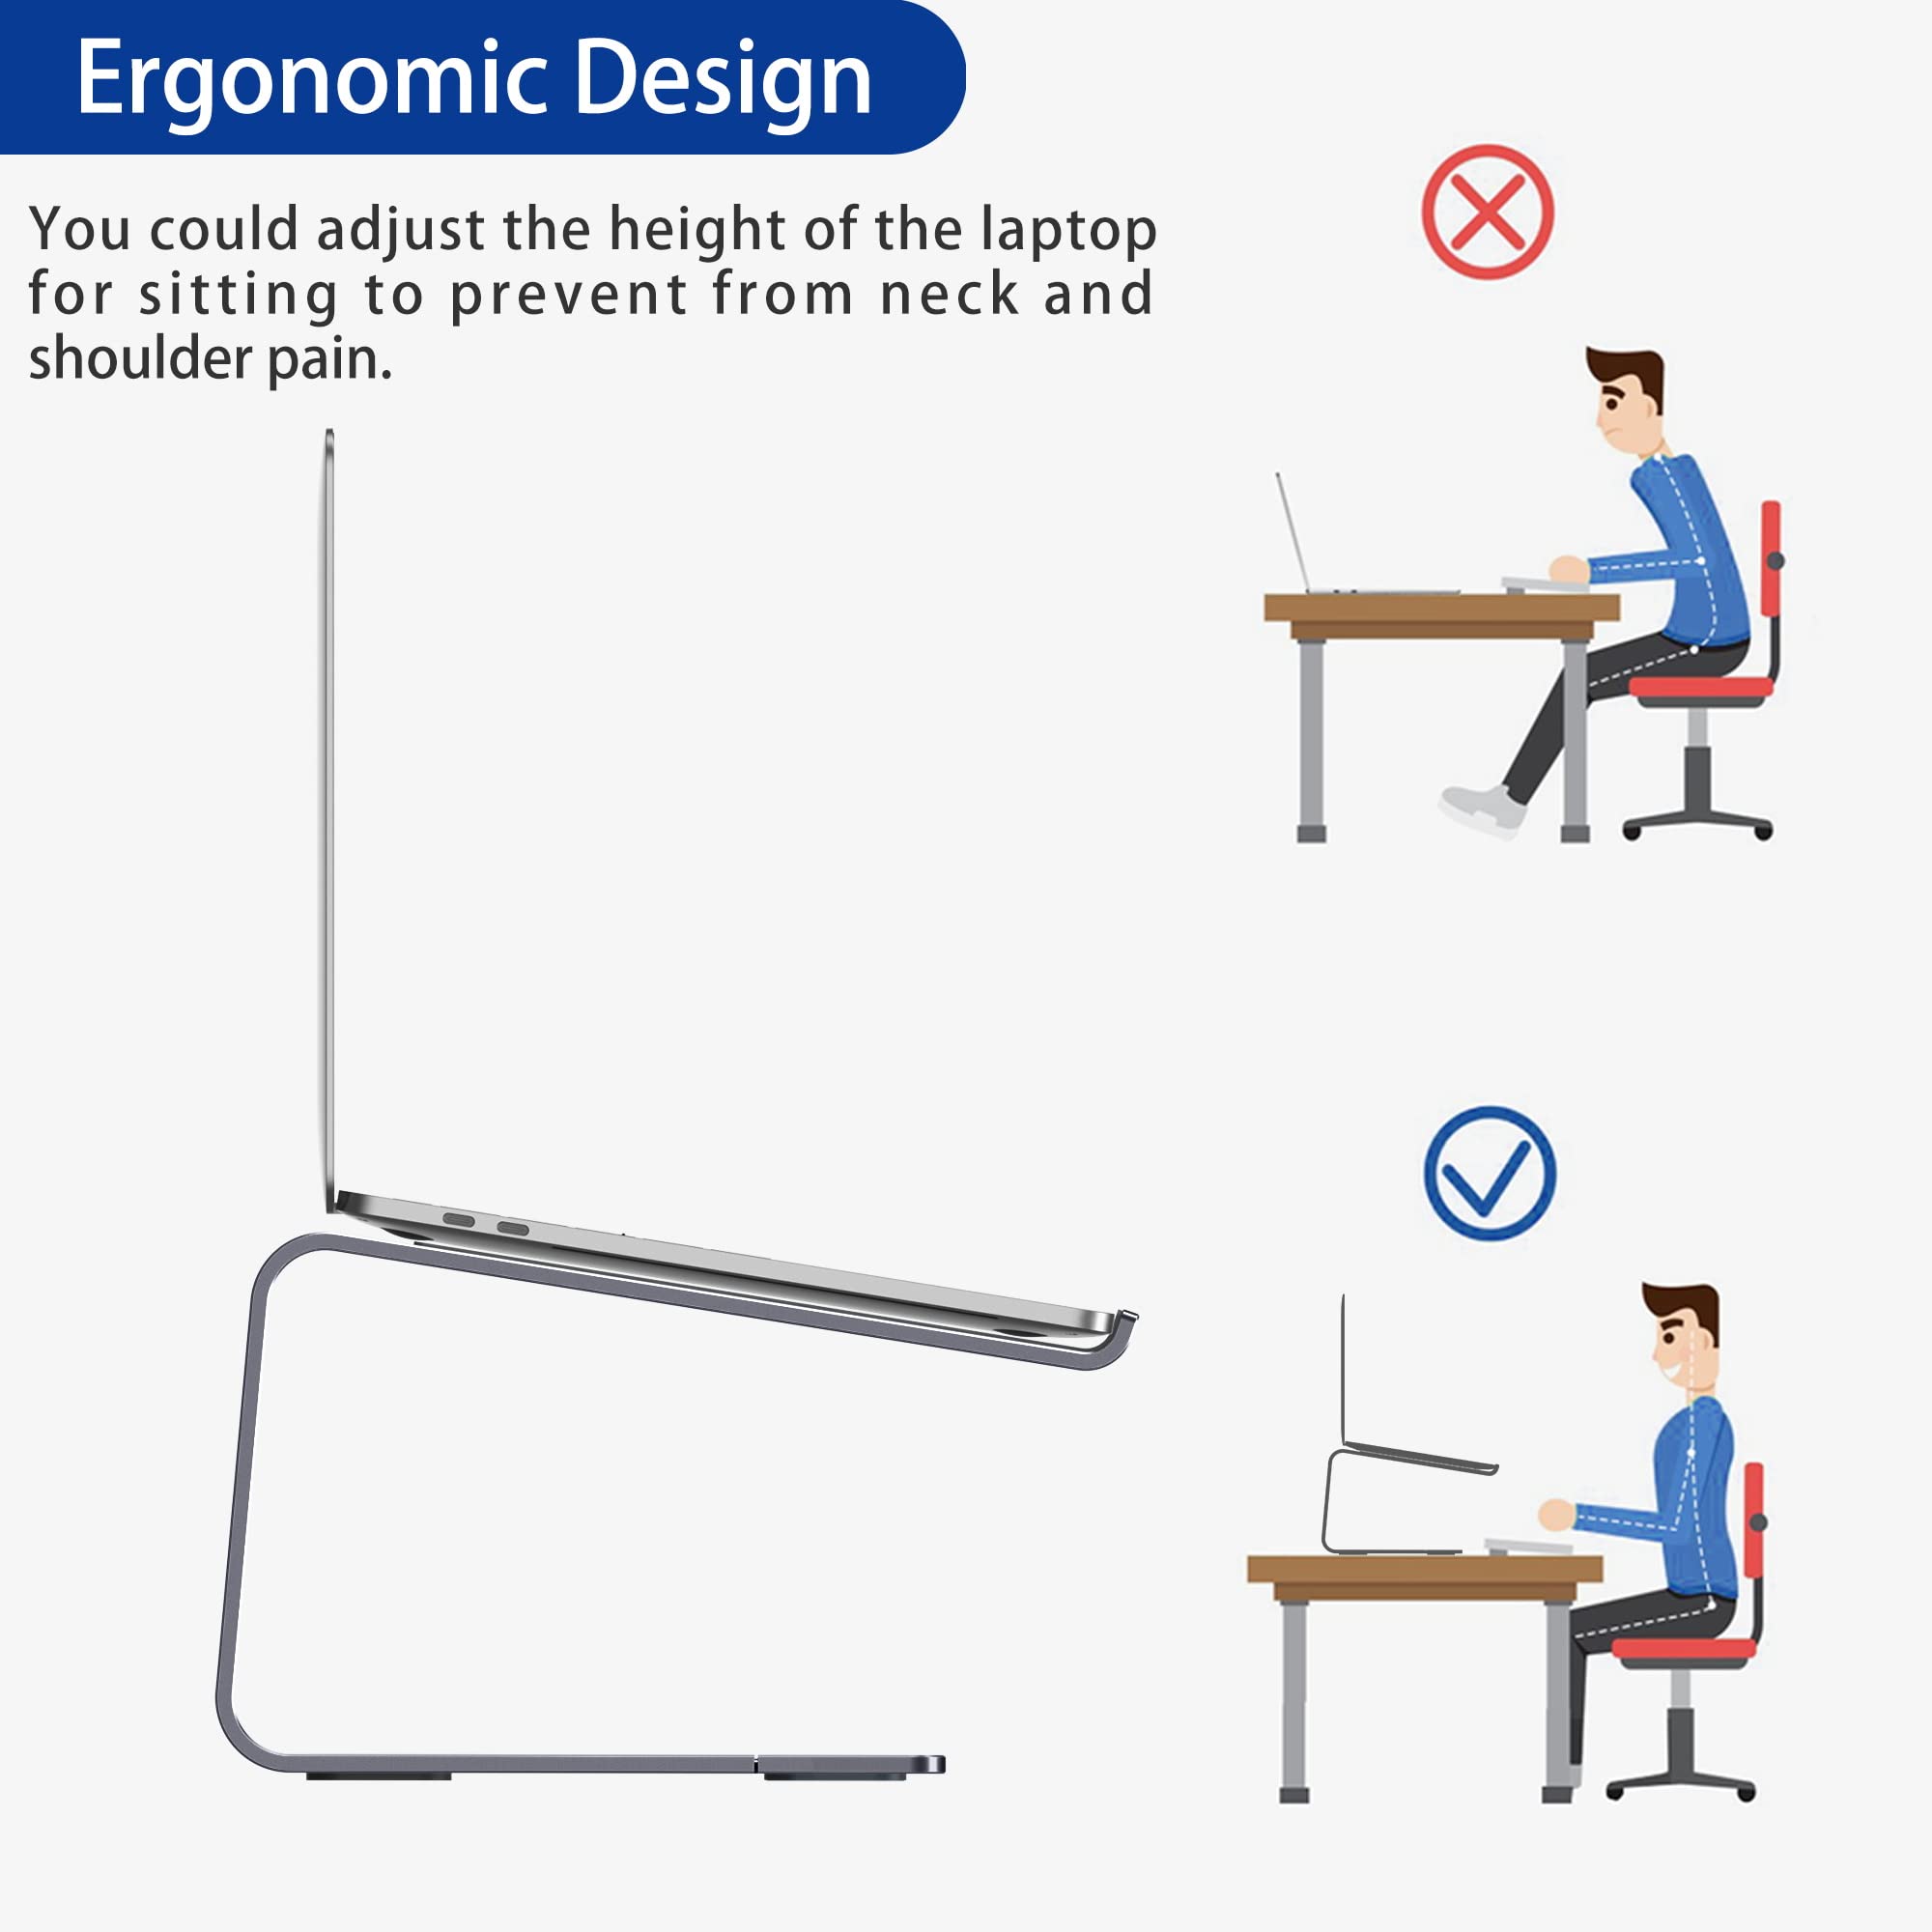 Ergonomic Design
You could adjust the height of the laptop
for sitting to prevent from neck and
shoulder pain.